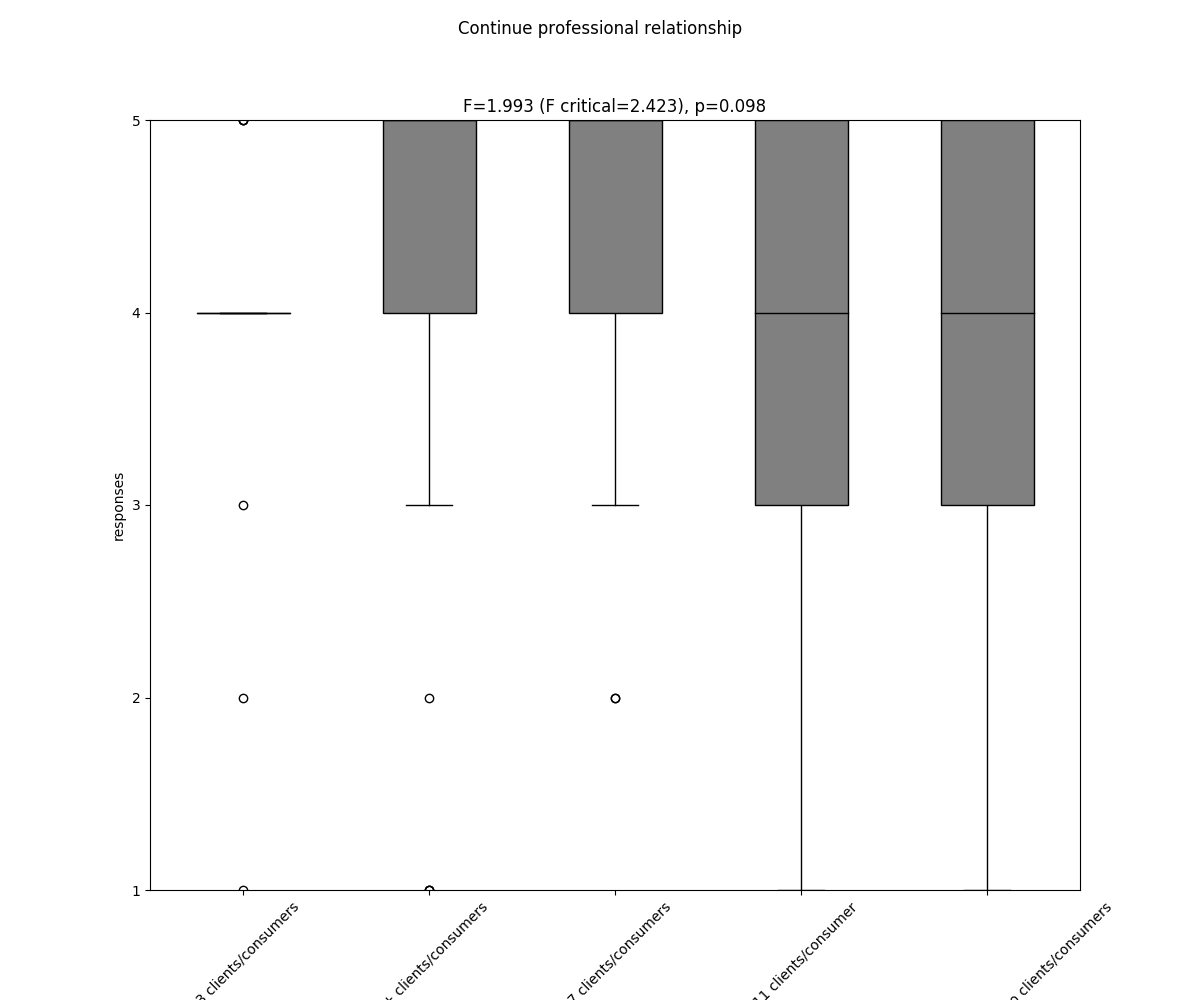 Continue professional relationship
F=1.993 (F critical=2.423), p=0.098
5
4
3
2
1
responses
3 clients/consumers
clients/consumers
7 clients/consumers
11 clients/consumer
clients/consumers